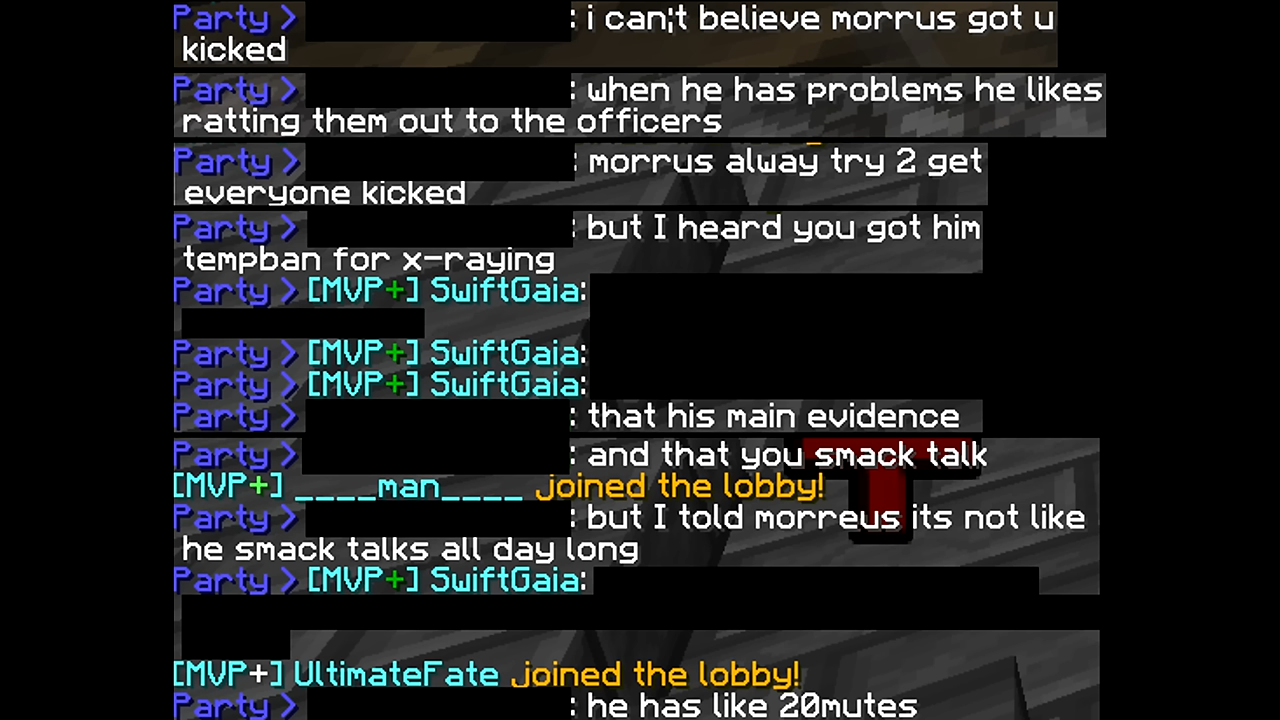 Party > : i can¦t believe morrus got u
kicked
Party > : when he has problems he likes
ratting them out to the officers
Party > : morrus alway try 2 get
everyone kicked
Party > : but I heard you got him
tempban for x-raying
Party > [MVP+] SwiftGaia:
Party > [MVP+] SwiftGaia:
Party > [MVP+] SwiftGaia:
Party > : that his main evidence
Party > : and that you smack talk
[MVP+] ____man____ joined the lobby!
Party > : but I told morreus its not like
he smack talks all day long
Party > [MVP+] SwiftGaia:
[MVP+] UltimateFate joined the lobby!
Party > : he has like 20mutes